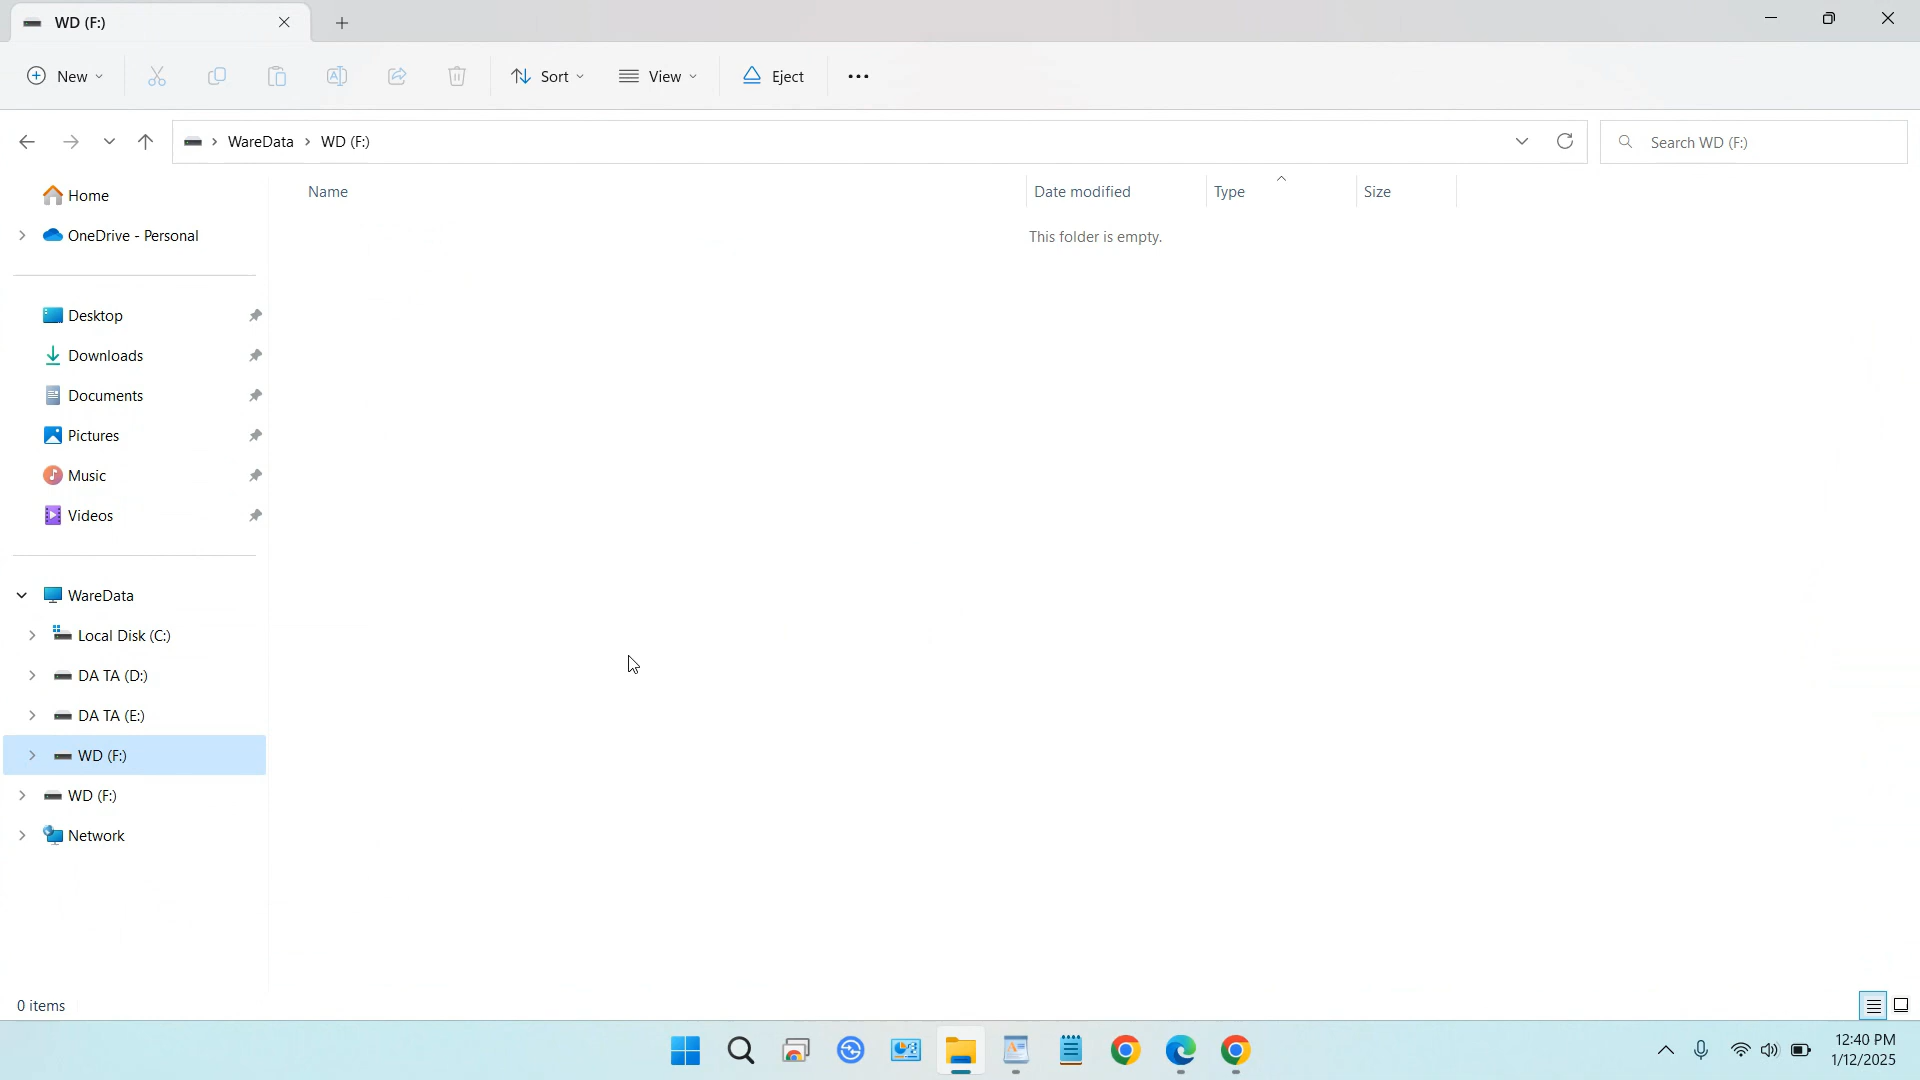 WD (F:)
New
Sort
View
Eject
WareData
WD (F:)
Search WD (F:)
Home
OneDrive - Personal
Desktop
Downloads
Documents
Pictures
Music
Videos
WareData
Local Disk (C:)
DA TA (D:)
DA TA (E:)
WD (F:)
WD (F:)
Network
Name
Date modified
Type
Size
This folder is empty.
0 items
12:40 PM
1/12/2025